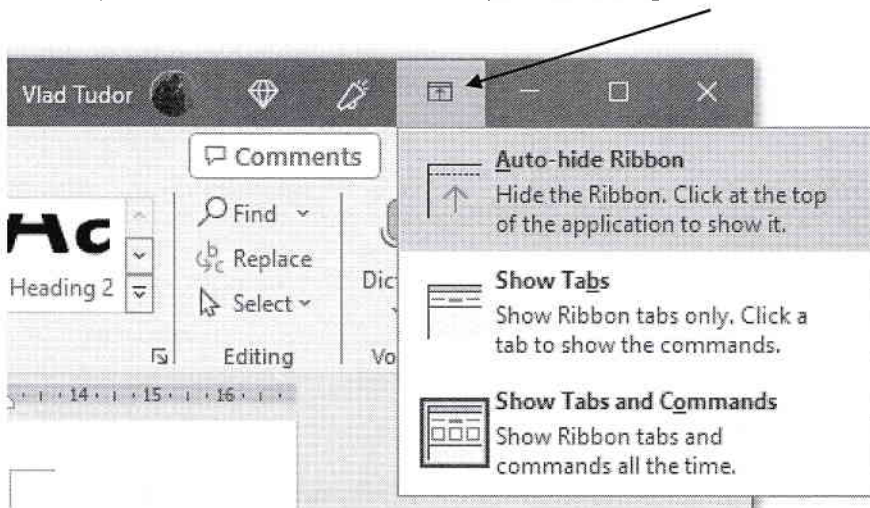 Vlad Tudor
Comments
Find
Replace
Select
Heading 2
Dic
Editing
Vo
14 15 16
Auto-hide Ribbon
Hide the Ribbon. Click at the top
of the application to show it.
Show Tabs
Show Ribbon tabs only. Click a
tab to show the commands.
Show Tabs and Commands
Show Ribbon tabs and
commands all the time.